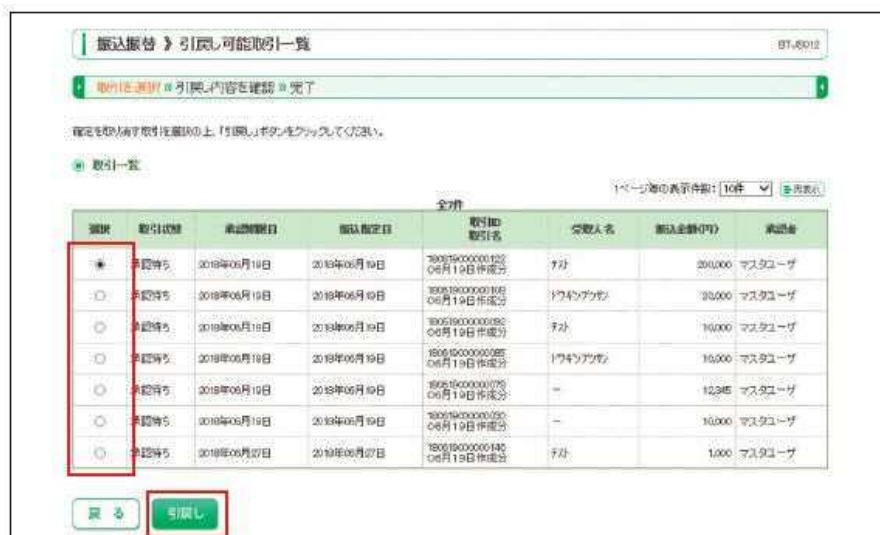 振込振替 》 引戻し可能取引一覧
BTJS012
取引を選択 》 引戻し内容を確認 》 完了
確定を取り消す取引を選択の上、「引戻し」ボタンをクリックしてください。
取引一覧
1ページ毎の表示件数: 10件 再表示
全7件
選択 取引状態 承認期限日 振込指定日 取引ID 取引名 受取人名 振込金額(円) 承認者
承認待ち 2018年06月19日 2018年06月19日 180619000000123 06月19日作成分 テスト 200,000 マスタユーザ
承認待ち 2018年06月19日 2018年06月19日 06月19日作成分 30,000 マスタユーザ
承認待ち 2018年06月19日 2018年06月19日 06月19日作成分 テスト 10,000 マスタユーザ
承認待ち 2018年06月19日 2018年06月19日 06月19日作成分 10,000 マスタユーザ
承認待ち 2018年06月19日 2018年06月19日 06月19日作成分 － 12,345 マスタユーザ
承認待ち 2018年06月19日 2018年06月19日 06月19日作成分 － 10,000 マスタユーザ
承認待ち 2018年06月27日 2018年06月27日 180619000000140 06月19日作成分 テスト 1,000 マスタユーザ
戻 る 引戻し